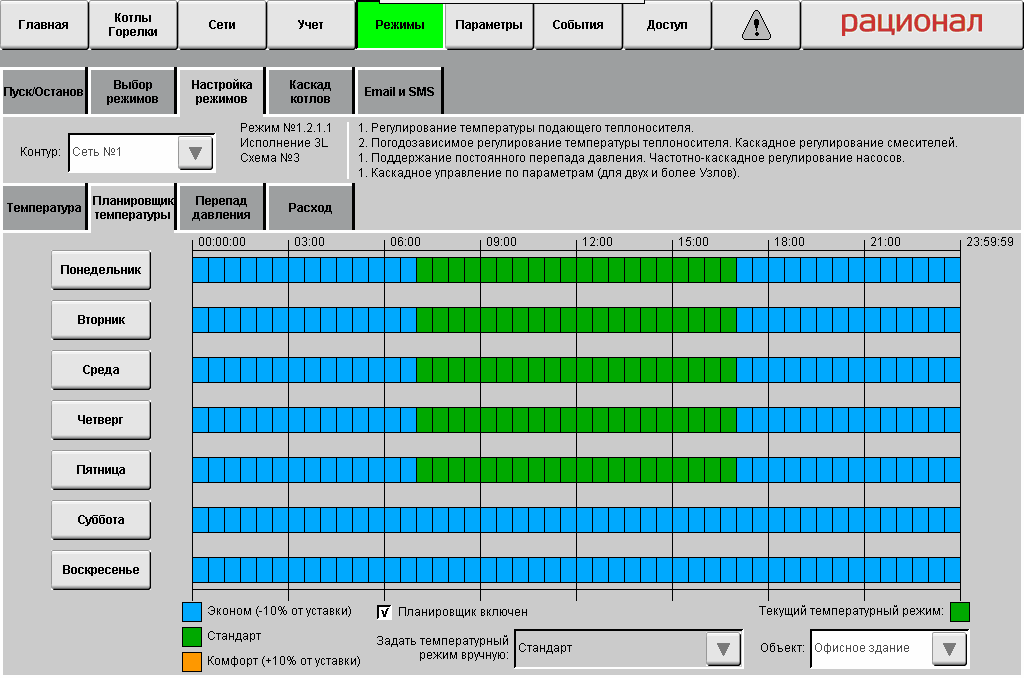 Главная
Котлы
Горелки
Сети
Учет
Режимы
Параметры
События
Доступ
рационал
Пуск/Останов
Выбор
режимов
Настройка
режимов
Каскад
котлов
Email и SMS
Контур:
Сеть №1
Режим №1.2.1.1
Исполнение 3L
Схема №3
1. Регулирование температуры подающего теплоносителя.
2. Погодозависимое регулирование температуры теплоносителя. Каскадное регулирование смесителей.
1. Поддержание постоянного перепада давления. Частотно-каскадное регулирование насосов.
1. Каскадное управление по параметрам (для двух и более Узлов).
Температура
Планировщик
температуры
Перепад
давления
Расход
00:00:00 03:00 06:00 09:00 12:00 15:00 18:00 21:00 23:59:59
Понедельник
Вторник
Среда
Четверг
Пятница
Суббота
Воскресенье
Эконом (-10% от уставки)
Стандарт
Комфорт (+10% от уставки)
Планировщик включен
Задать температурный
режим вручную:
Стандарт
Текущий температурный режим:
Объект:
Офисное здание